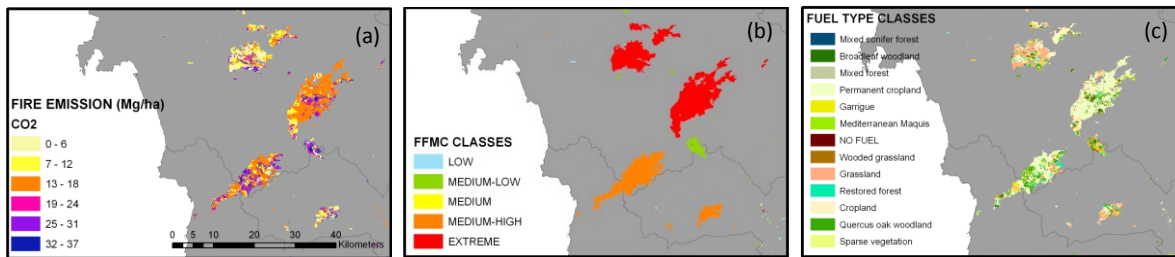 (a)
FIRE EMISSION (Mg/ha)
CO2
0 - 6
7 - 12
13 - 18
19 - 24
25 - 31
32 - 37
0 5 10 20 30 40
Kilometers
(b)
FFMC CLASSES
LOW
MEDIUM-LOW
MEDIUM
MEDIUM-HIGH
EXTREME
(c)
FUEL TYPE CLASSES
Mixed conifer forest
Broadleaf woodland
Mixed forest
Permanent cropland
Garrigue
Mediterranean Maquis
NO FUEL
Wooded grassland
Grassland
Restored forest
Cropland
Quercus oak woodland
Sparse vegetation